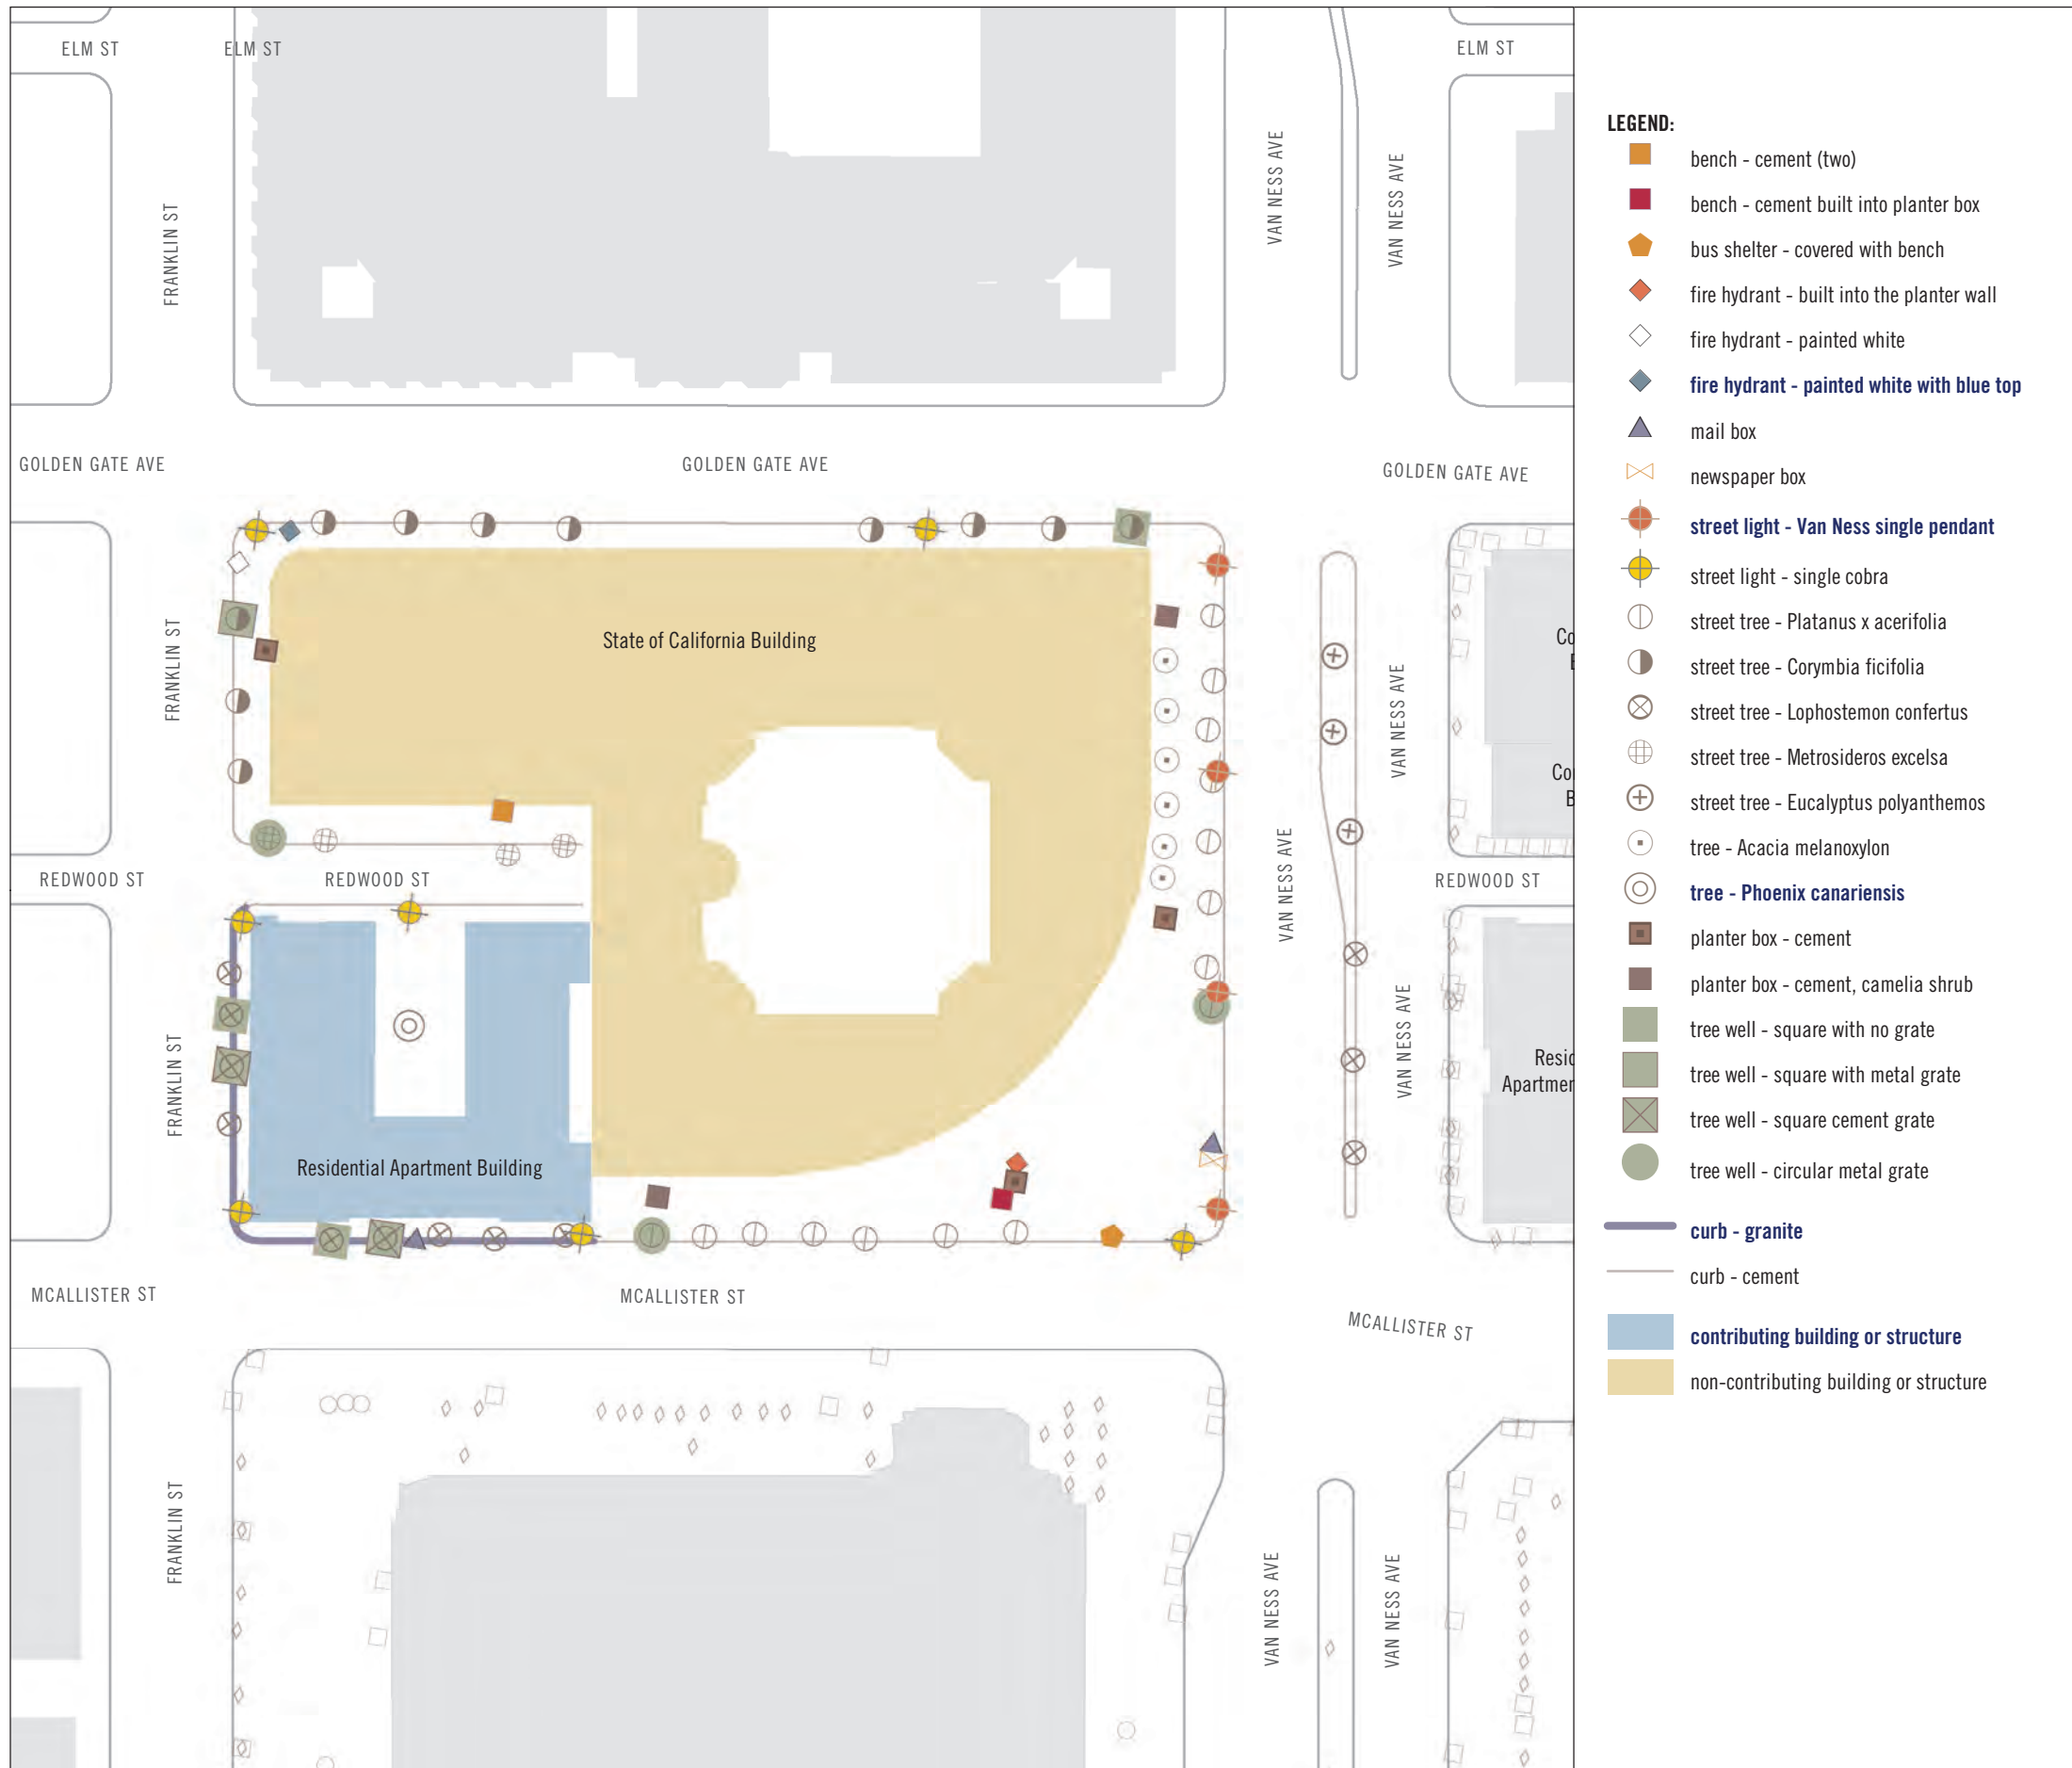 ELM ST
ELM ST
ELM ST
VAN NESS AVE
VAN NESS AVE
FRANKLIN ST
GOLDEN GATE AVE
GOLDEN GATE AVE
GOLDEN GATE AVE
State of California Building
FRANKLIN ST
VAN NESS AVE
VAN NESS AVE
REDWOOD ST
REDWOOD ST
REDWOOD ST
FRANKLIN ST
VAN NESS AVE
Residential Apartment Building
MCALLISTER ST
MCALLISTER ST
MCALLISTER ST
FRANKLIN ST
VAN NESS AVE
VAN NESS AVE
LEGEND:
bench - cement (two)
bench - cement built into planter box
bus shelter - covered with bench
fire hydrant - built into the planter wall
fire hydrant - painted white
fire hydrant - painted white with blue top
mail box
newspaper box
street light - Van Ness single pendant
street light - single cobra
street tree - Platanus x acerifolia
street tree - Corymbia ficifolia
street tree - Lophostemon confertus
street tree - Metrosideros excelsa
street tree - Eucalyptus polyanthemos
tree - Acacia melanoxylon
tree - Phoenix canariensis
planter box - cement
planter box - cement, camelia shrub
tree well - square with no grate
tree well - square with metal grate
tree well - square cement grate
tree well - circular metal grate
curb - granite
curb - cement
contributing building or structure
non-contributing building or structure